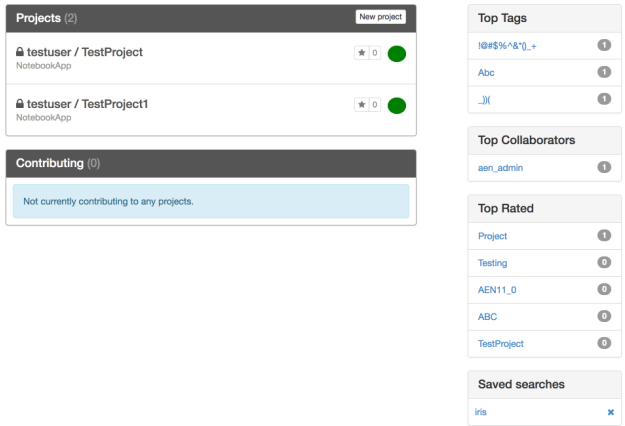 Projects (2)
New project
testuser / TestProject
0
NotebookApp
testuser / TestProject1
0
NotebookApp
Contributing (0)
Not currently contributing to any projects.
Top Tags
!@#$%^&*()_+ 1
Abc 1
_}){ 1
Top Collaborators
aen_admin 1
Top Rated
Project 1
Testing 0
AEN11_0 0
ABC 0
TestProject 0
Saved searches
iris